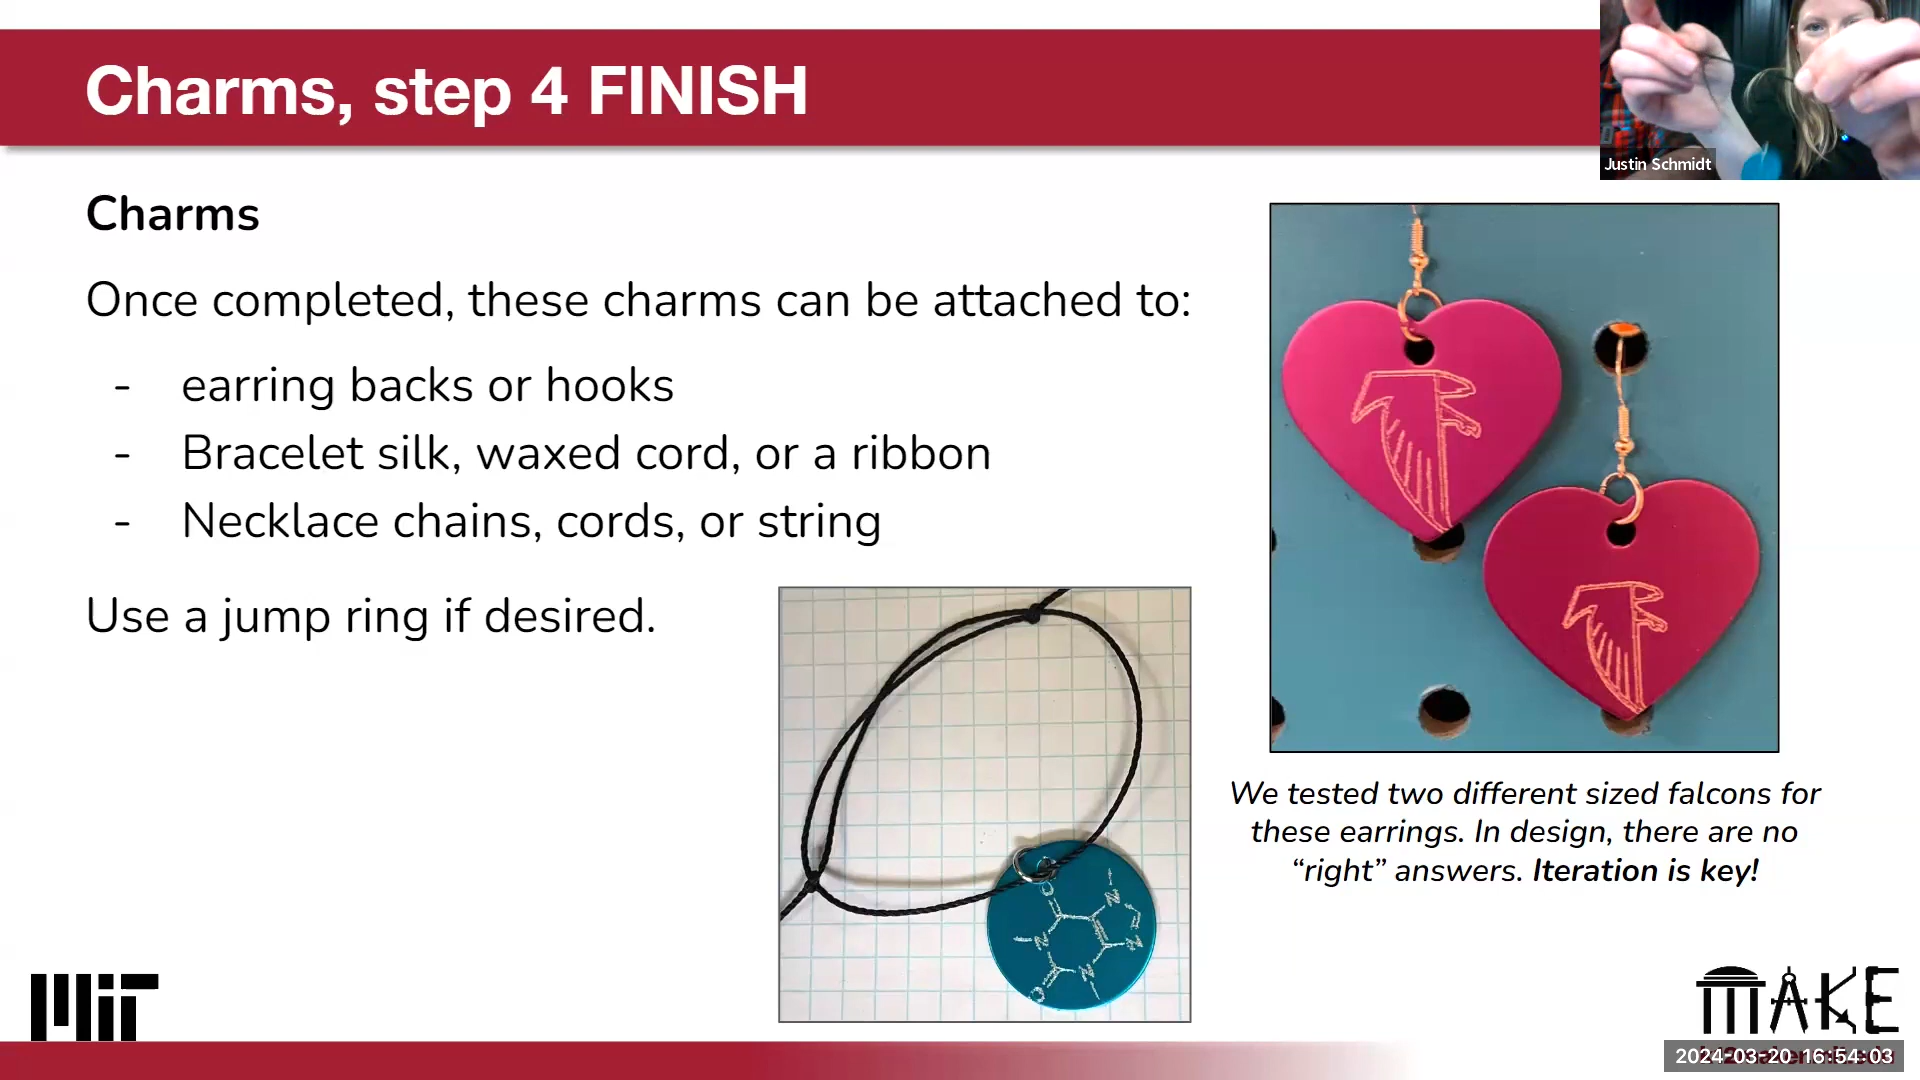 Charms, step 4 FINISH
Justin Schmidt
Charms
Once completed, these charms can be attached to:
- earring backs or hooks
- Bracelet silk, waxed cord, or a ribbon
- Necklace chains, cords, or string
Use a jump ring if desired.
We tested two different sized falcons for
these earrings. In design, there are no
“right” answers. Iteration is key!
MIT
MAKE
2024-03-20 16:54:03